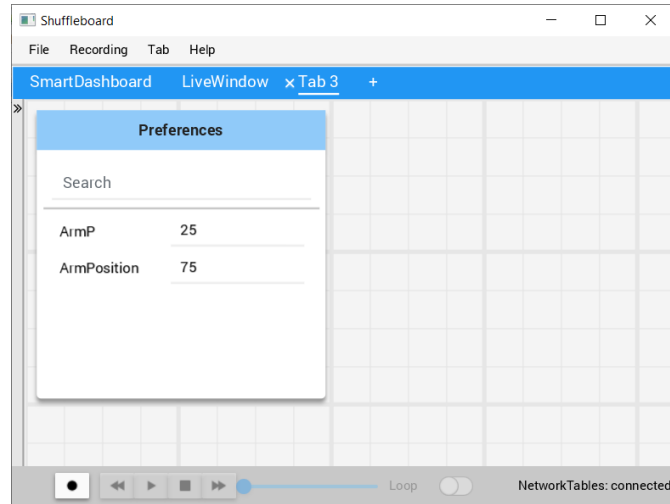 Shuffleboard
File Recording Tab Help
SmartDashboard LiveWindow Tab 3 +
Preferences
Search
ArmP 25
ArmPosition 75
Loop NetworkTables: connected